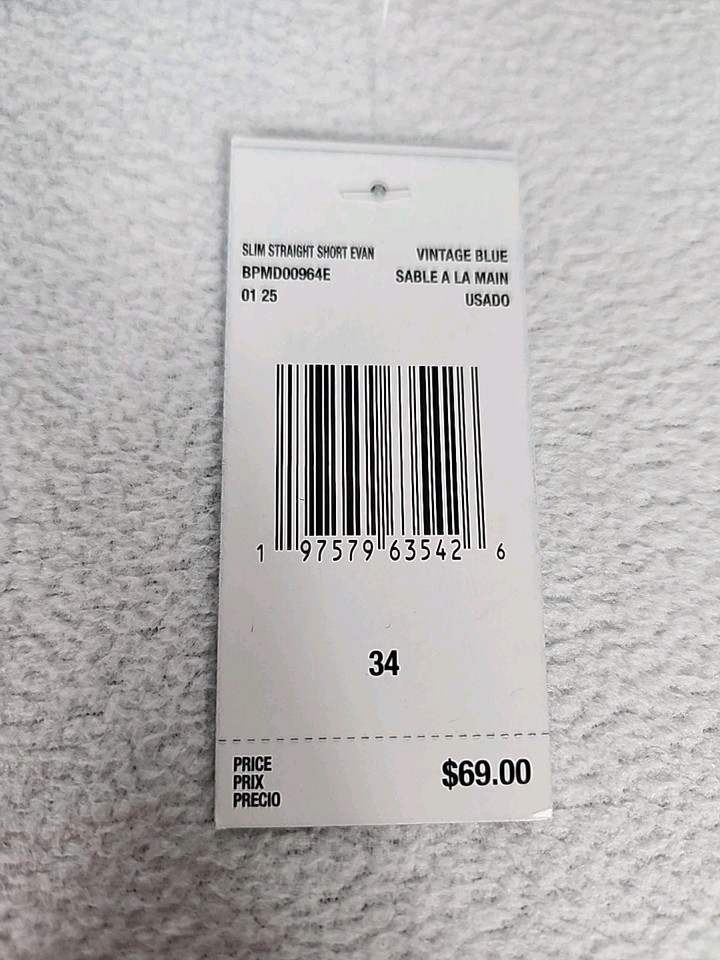 SLIM STRAIGHT SHORT EVAN
BPMD00964E
01 25
VINTAGE BLUE
SABLE A LA MAIN
USADO
1 97579 63542 6
34
PRICE
PRIX
PRECIO
$69.00